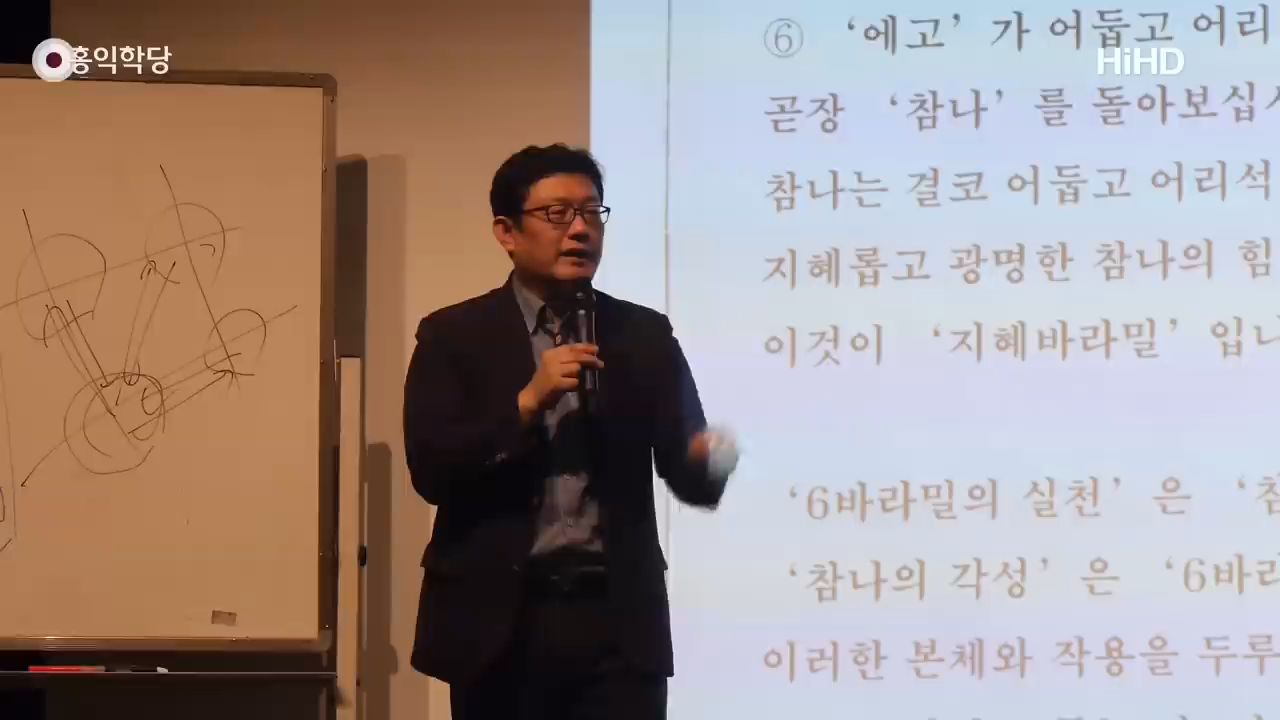 홍익학당
HiHD
⑥ ‘에고’ 가 어둡고 어리
곧장 ‘참나’ 를 돌아보십시
참나는 결코 어둡고 어리석
지혜롭고 광명한 참나의 힘
이것이 ‘지혜바라밀’ 입니
‘6바라밀의 실천’ 은 ‘참
‘참나의 각성’ 은 ‘6바라
이러한 본체와 작용을 두루